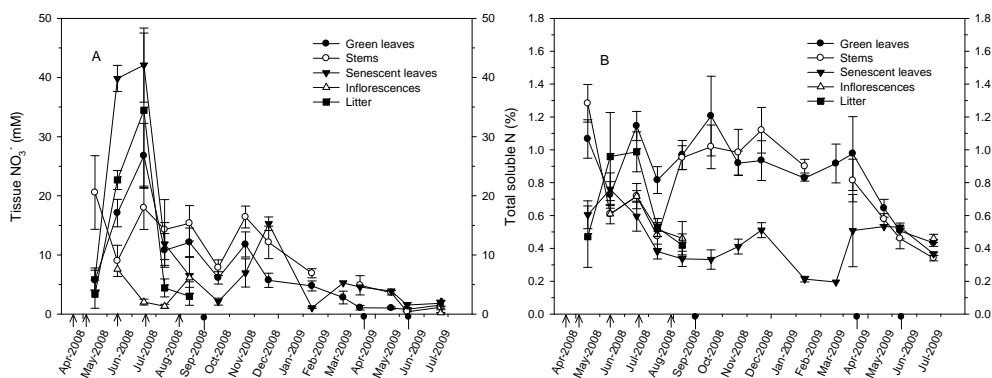 50
50
A
Green leaves
Stems
Senescent leaves
Inflorescences
Litter
40
40
30
30
20
20
10
10
0
0
Tissue NO3- (mM)
Apr-2008
May-2008
Jun-2008
Jul-2008
Aug-2008
Sep-2008
Oct-2008
Nov-2008
Dec-2008
Jan-2009
Feb-2009
Mar-2009
Apr-2009
May-2009
Jun-2009
Jul-2009
1.8
1.8
B
Green leaves
Stems
Senescent leaves
Inflorescences
Litter
1.6
1.6
1.4
1.4
1.2
1.2
1.0
1.0
0.8
0.8
0.6
0.6
0.4
0.4
0.2
0.2
0.0
0.0
Total soluble N (%)
Apr-2008
May-2008
Jun-2008
Jul-2008
Aug-2008
Sep-2008
Oct-2008
Nov-2008
Dec-2008
Jan-2009
Feb-2009
Mar-2009
Apr-2009
May-2009
Jun-2009
Jul-2009